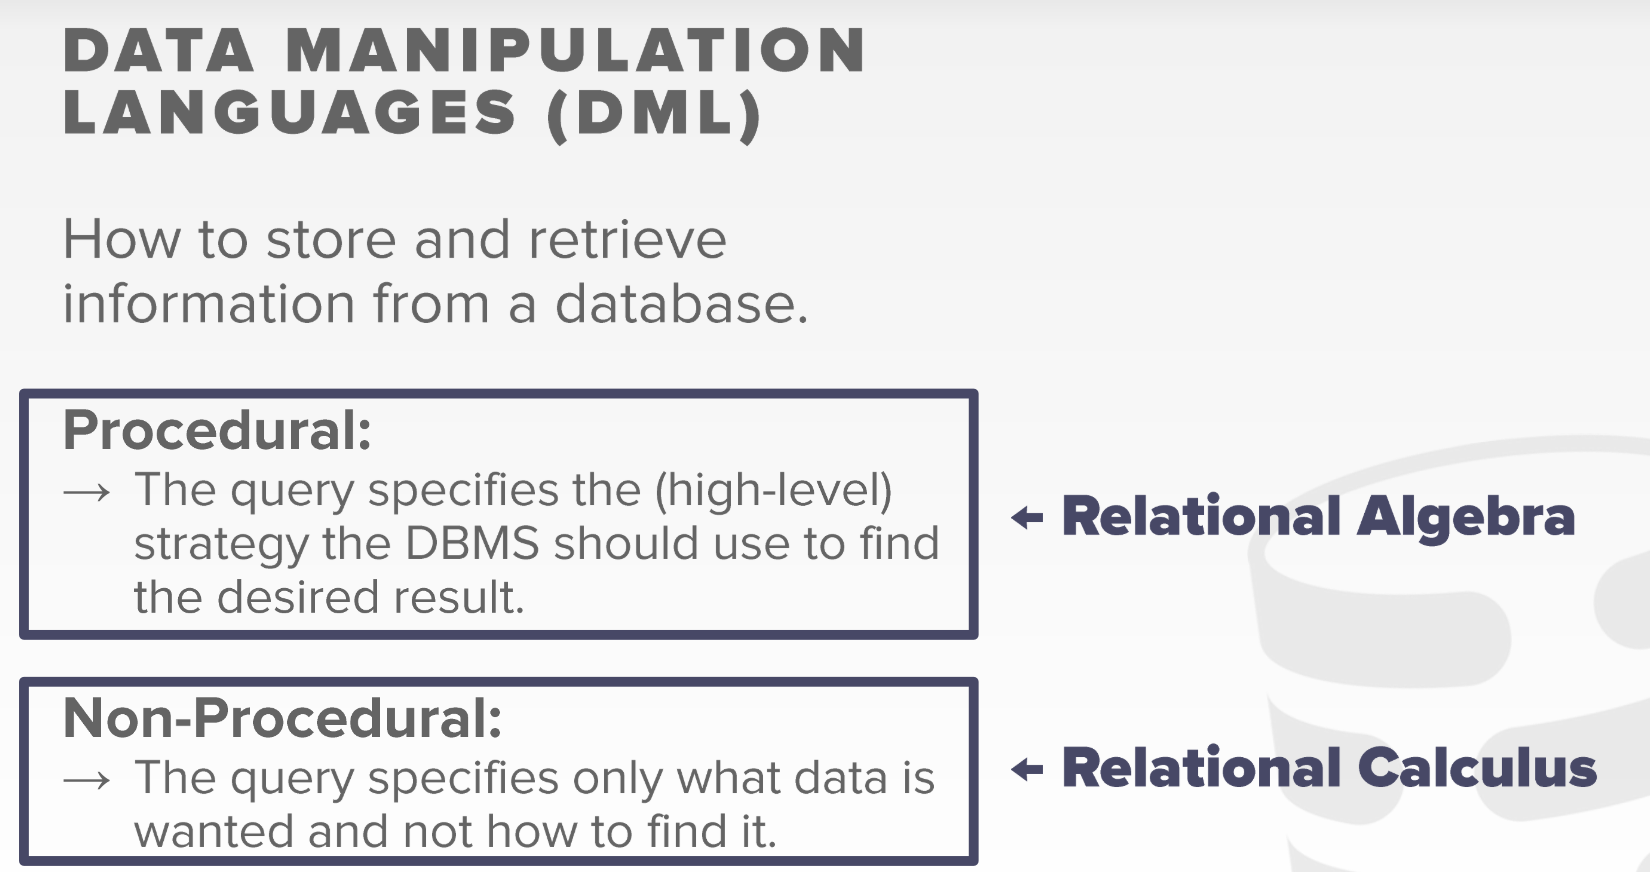 DATA MANIPULATION
LANGUAGES (DML)
How to store and retrieve
information from a database.
Procedural:
→ The query specifies the (high-level)
strategy the DBMS should use to find
the desired result.
← Relational Algebra
Non-Procedural:
→ The query specifies only what data is
wanted and not how to find it.
← Relational Calculus